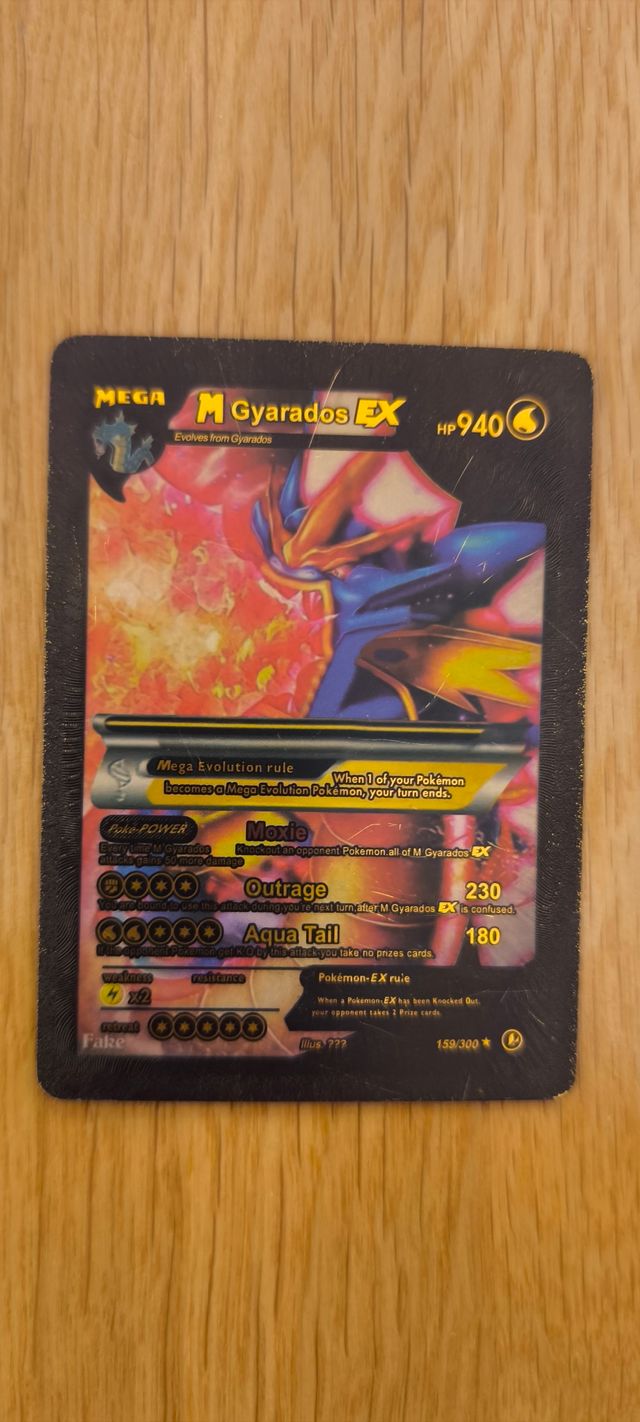 MEGA M Gyarados EX HP 940
Evolves from Gyarados
Mega Evolution rule
When 1 of your Pokémon
becomes a Mega Evolution Pokémon, your turn ends.
Poké-POWER Moxie
Every time M Gyarados Knockout an opponent Pokemon.all of M Gyarados EX
attacks gains 50 more damage
Outrage 230
You are bound to use this attack during you're next turn,after M Gyarados EX is confused.
Aqua Tail 180
If the opponent Pokemon get K.O by this attack,you take no prizes cards.
weakness resistance
x2
retreat
Pokémon-EX rule
When a Pokemon-EX has been Knocked Out,
your opponent takes 2 Prize cards.
Fake
Illus. ???
159/300